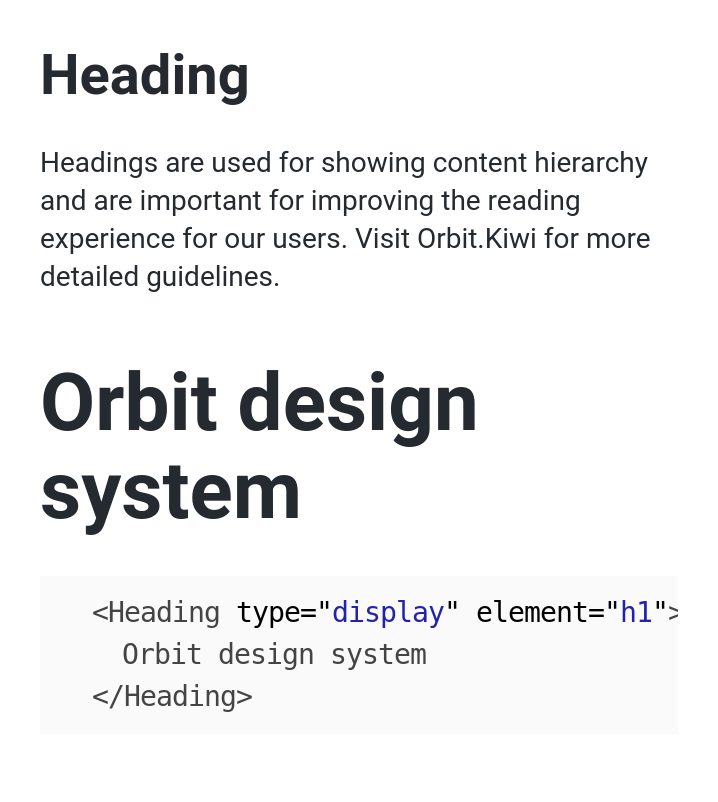 Heading
Headings are used for showing content hierarchy
and are important for improving the reading
experience for our users. Visit Orbit.Kiwi for more
detailed guidelines.
Orbit design
system
<Heading type="display" element="h1">
  Orbit design system
</Heading>